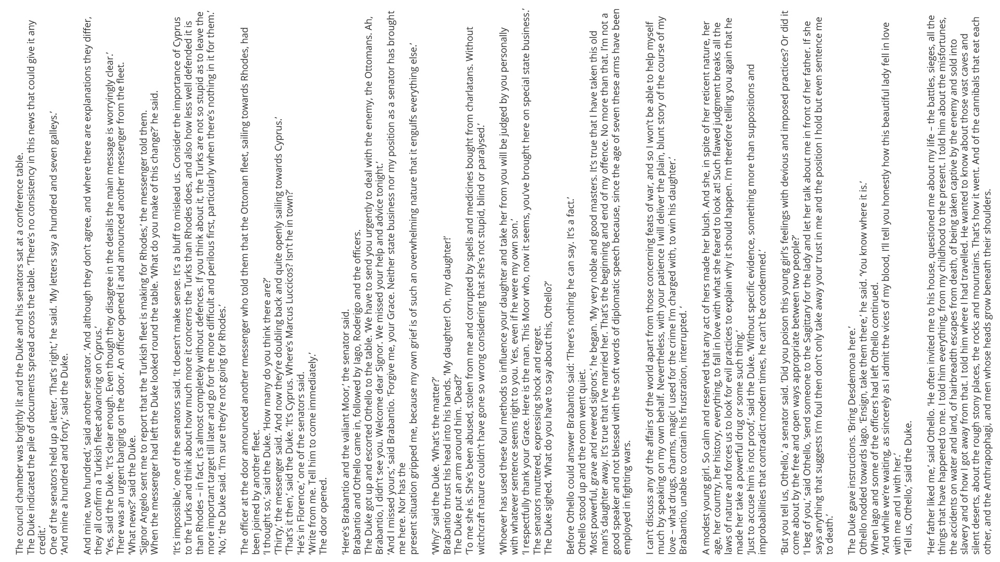 The council chamber was brightly lit and the Duke and his senators sat at a conference table.
The Duke indicated the pile of documents spread across the table. ‘There’s no consistency in this news that could give it any
credit.’
One of the senators held up a letter. ‘That’s right,’ he said. ‘My letters say a hundred and seven galleys.’
‘And mine a hundred and forty,’ said the Duke.
And mine, two hundred,’ said another senator. ‘And although they don’t agree, and where there are explanations they differ,
they all confirm a Turkish fleet advancing on Cyprus.’
‘Yes, said the Duke. ‘It’s clear enough. Even though they disagree in the details the main message is worryingly clear.’
There was an urgent banging on the door. An officer opened it and announced another messenger from the fleet.
‘What news?’ said the Duke.
‘Signor Angelo sent me to report that the Turkish fleet is making for Rhodes,’ the messenger told them.
When the messenger had left the Duke looked round the table. ‘What do you make of this change?’ he said.
‘It’s impossible,’ one of the senators said. ‘It doesn’t make sense. It’s a bluff to mislead us. Consider the importance of Cyprus
to the Turks and think about how much more it concerns the Turks than Rhodes does, and also how less well defended it is
than Rhodes – in fact, it’s almost completely without defences. If you think about it, the Turks are not so stupid as to leave the
more important target till later and go for the more difficult and perilous first, particularly when there’s nothing in it for them.’
‘No,’ the Duke said. ‘I’m sure they’re not going for Rhodes.’
The officer at the door announced another messenger who told them that the Ottoman fleet, sailing towards Rhodes, had
been joined by another fleet.
‘I thought so,’ said the Duke. ‘How many do you think there are?’
‘Thirty,’ the messenger said. ‘And now they’re doubling back and quite openly sailing towards Cyprus.’
‘That’s it then,’ said the Duke. ‘It’s Cyprus. Where’s Marcus Luccicos? Isn’t he in town?’
‘He’s in Florence,’ one of the senators said.
‘Write from me. Tell him to come immediately.’
The door opened.
‘Here’s Brabantio and the valiant Moor,’ the senator said.
Brabantio and Othello came in, followed by Iago, Roderigo and the officers.
The Duke got up and escorted Othello to the table. ‘We have to send you urgently to deal with the enemy, the Ottomans. Ah,
Brabantio, I didn’t see you. Welcome dear Signor. We missed your help and advice tonight.’
‘And I missed yours,’ said Brabantio. ‘Forgive me, your Grace. Neither state business nor my position as a senator has brought
me here. Nor has the
present situation gripped me, because my own grief is of such an overwhelming nature that it engulfs everything else.’
‘Why?’ said the Duke. ‘What’s the matter?’
Brabantio thrust his head into his hands. ‘My daughter! Oh, my daughter!’
The Duke put an arm around him. ‘Dead?’
‘To me she is. She’s been abused, stolen from me and corrupted by spells and medicines bought from charlatans. Without
witchcraft nature couldn’t have gone so wrong considering that she’s not stupid, blind or paralysed.’
‘Whoever has used these foul methods to influence your daughter and take her from you will be judged by you personally
with whatever sentence seems right to you. Yes, even if he were my own son.’
‘I respectfully thank your Grace. Here is the man. This Moor who, now it seems, you’ve brought here on special state business.’
The senators muttered, expressing shock and regret.
The Duke sighed. ‘What do you have to say about this, Othello?’
Before Othello could answer Brabantio said: ‘There’s nothing he can say. It’s a fact.’
Othello stood up and the room went quiet.
‘Most powerful, grave and revered signors,’ he began. ‘My very noble and good masters. It’s true that I have taken this old
man’s daughter away. It’s true that I’ve married her. That’s the beginning and end of my offence. No more than that. I’m not a
good speaker and not blessed with the soft words of diplomatic speech because, since the age of seven these arms have been
employed in fighting wars.
I can’t discuss any of the affairs of the world apart from those concerning feats of war, and so I won’t be able to help myself
much by speaking on my own behalf. Nevertheless, with your patience I will deliver the plain, blunt story of the course of my
love – what drugs, charms, magic I used for the crime I’m charged with, to win his daughter.’
Brabantio, unable to contain his frustration, interrupted.’
A modest young girl. So calm and reserved that any act of hers made her blush. And she, in spite of her reticent nature, her
age, her country, her history, everything, to fall in love with what she feared to look at! Such flawed judgment breaks all the
laws of nature and forces us to look for evil practices to explain why it should happen. I’m therefore telling you again that he
made her take a powerful drug or some such thing.’
‘Just to accuse him is not proof,’ said the Duke. ‘Without specific evidence, something more than suppositions and
improbabilities that contradict modern times, he can’t be condemned.’
‘But you tell us, Othello,’ a senator said. ‘Did you poison this young girl’s feelings with devious and imposed practices? Or did it
come about by the free and open ways appropriate between two people?’
‘I beg of you,’ said Othello, ‘send someone to the Sagittary for the lady and let her talk about me in front of her father. If she
says anything that suggests I’m foul then don’t only take away your trust in me and the position I hold but even sentence me
to death.’
The Duke gave instructions. ‘Bring Desdemona here.’
Othello nodded towards Iago. ‘Ensign, take them there,’ he said. ‘You know where it is.’
When Iago and some of the officers had left Othello continued.
‘And while we’re waiting, as sincerely as I admit the vices of my blood, I’ll tell you honestly how this beautiful lady fell in love
with me and I with her.’
‘Tell us, Othello,’ said the Duke.
‘Her father liked me,’ said Othello. ‘He often invited me to his house, questioned me about my life – the battles, sieges, all the
things that have happened to me. I told him everything, from my childhood to the present. I told him about the misfortunes,
the accidents on water and land, of hairbreadth escapes from death, of being taken captive by the enemy and sold into
slavery and of how I got away from that. I told him where I had travelled. He wanted to know about those vast caves and
silent deserts, about the rough stony places, the rocks and mountains. That’s how it went. And of the cannibals that eat each
other, and the Anthrapophagi, and men whose heads grow beneath their shoulders.